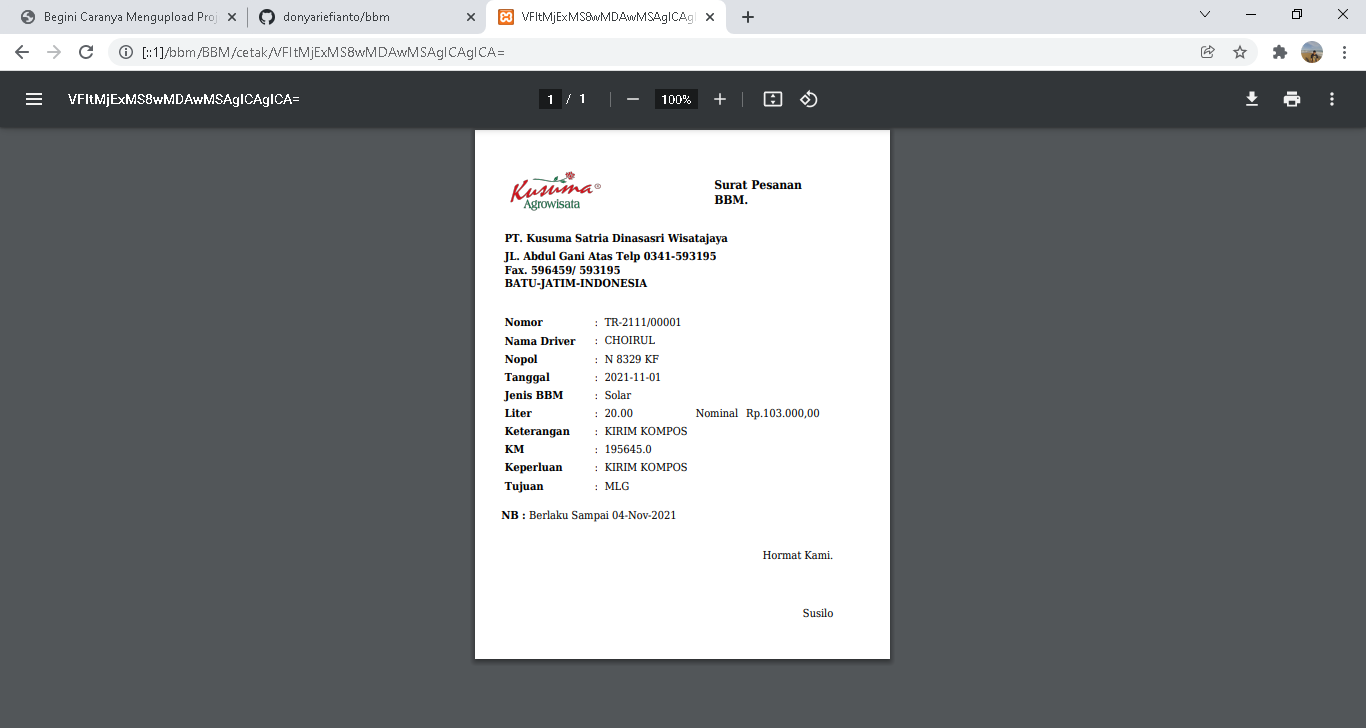 Begini Caranya Mengupload Proj
donyariefianto/bbm
VFItMjExMS8wMDAwMSAgICAgI
[::1]/bbm/BBM/cetak/VFItMjExMS8wMDAwMSAgICAgICA=
VFItMjExMS8wMDAwMSAgICAgICA=
1 / 1
100%
Kusuma®
Agrowisata
Surat Pesanan
BBM.
PT. Kusuma Satria Dinasasri Wisatajaya
JL. Abdul Gani Atas Telp 0341-593195
Fax. 596459/ 593195
BATU-JATIM-INDONESIA
Nomor : TR-2111/00001
Nama Driver : CHOIRUL
Nopol : N 8329 KF
Tanggal : 2021-11-01
Jenis BBM : Solar
Liter : 20.00 Nominal Rp.103.000,00
Keterangan : KIRIM KOMPOS
KM : 195645.0
Keperluan : KIRIM KOMPOS
Tujuan : MLG
NB : Berlaku Sampai 04-Nov-2021
Hormat Kami.
Susilo